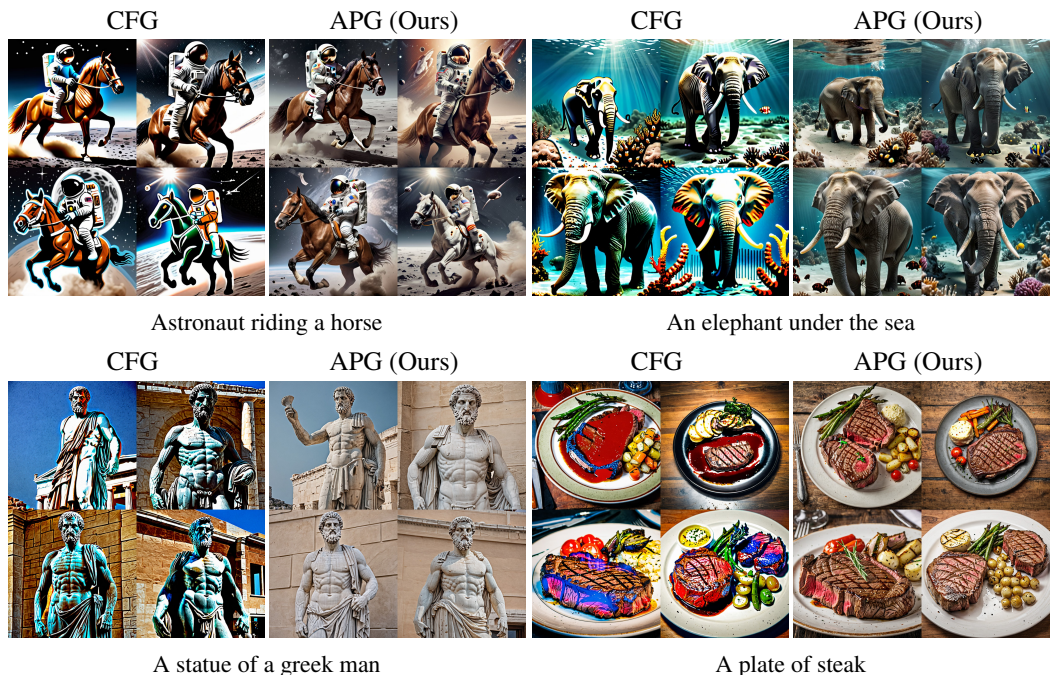 CFG
APG (Ours)
CFG
APG (Ours)
Astronaut riding a horse
An elephant under the sea
CFG
APG (Ours)
CFG
APG (Ours)
A statue of a greek man
A plate of steak